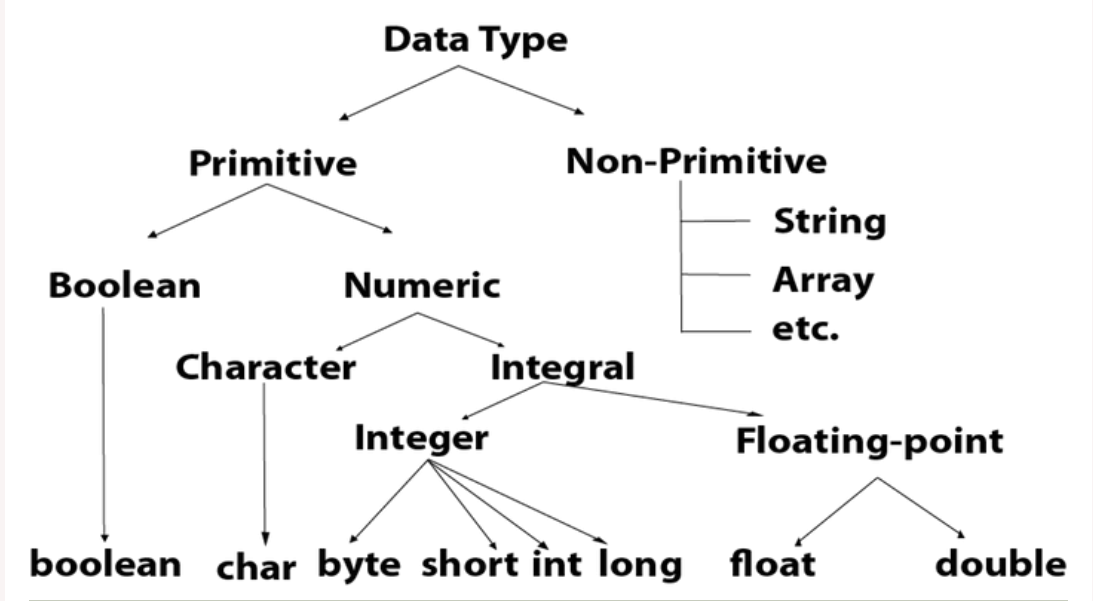 Data Type
Primitive
Non-Primitive
String
Array
etc.
Boolean
Numeric
Character
Integral
Integer
Floating-point
boolean
char
byte
short
int
long
float
double